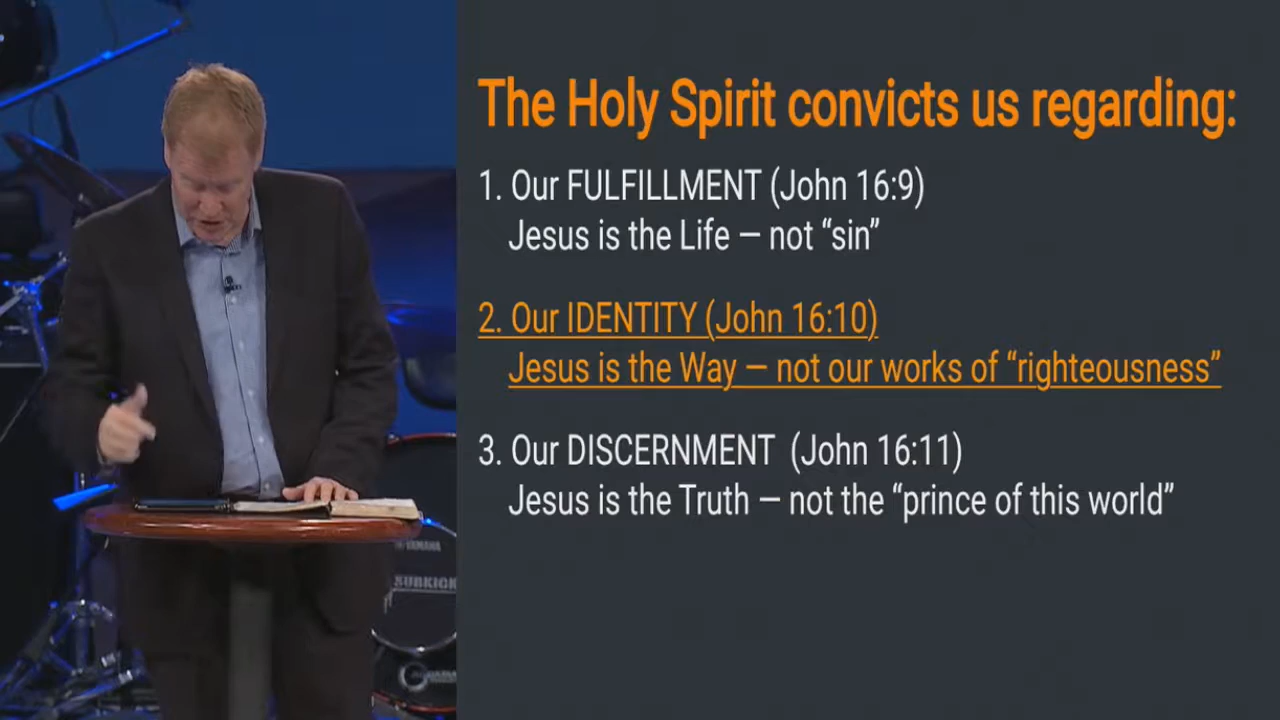 The Holy Spirit convicts us regarding:
1. Our FULFILLMENT (John 16:9)
Jesus is the Life – not “sin”
2. Our IDENTITY (John 16:10)
Jesus is the Way – not our works of “righteousness”
3. Our DISCERNMENT (John 16:11)
Jesus is the Truth – not the “prince of this world”
YAMAHA
SUBKICK